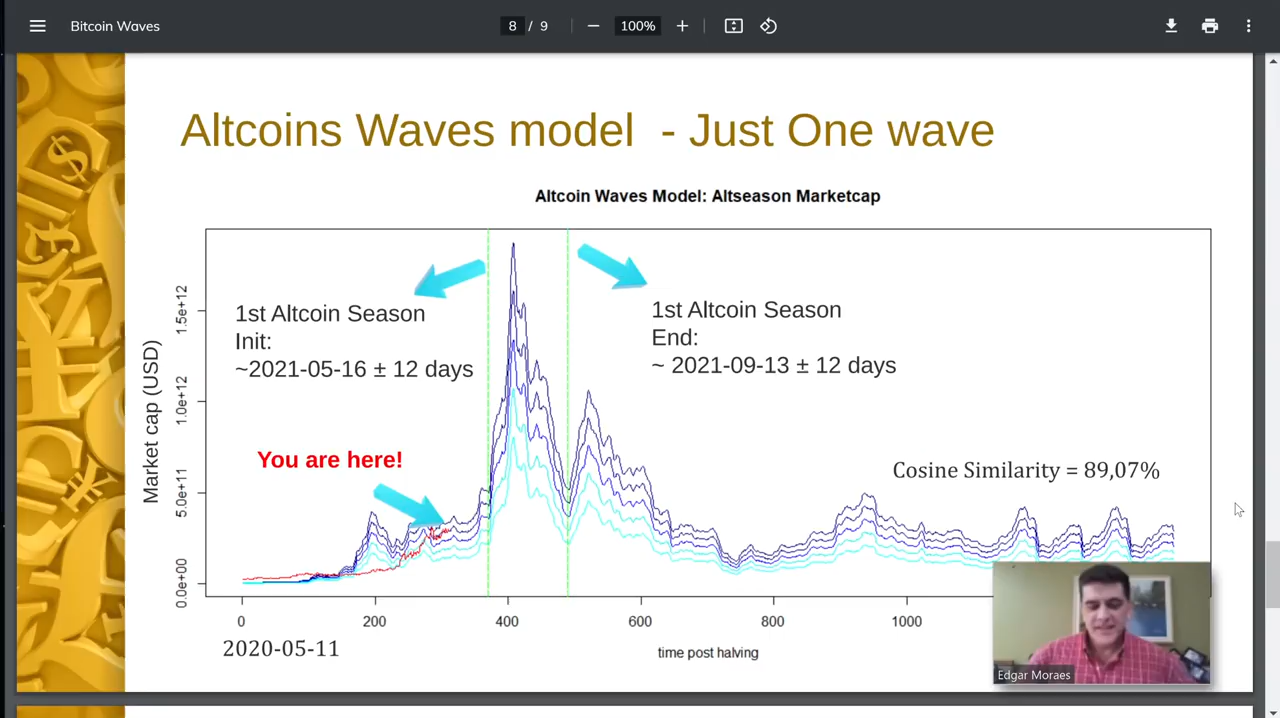 Bitcoin Waves
8 / 9
100%
Altcoins Waves model - Just One wave
Altcoin Waves Model: Altseason Marketcap
1st Altcoin Season
Init:
~2021-05-16 ± 12 days
1st Altcoin Season
End:
~ 2021-09-13 ± 12 days
You are here!
Cosine Similarity = 89,07%
Market cap (USD)
1.5e+12
1.0e+12
5.0e+11
0.0e+00
0 200 400 600 800 1000
2020-05-11
time post halving
Edgar Moraes